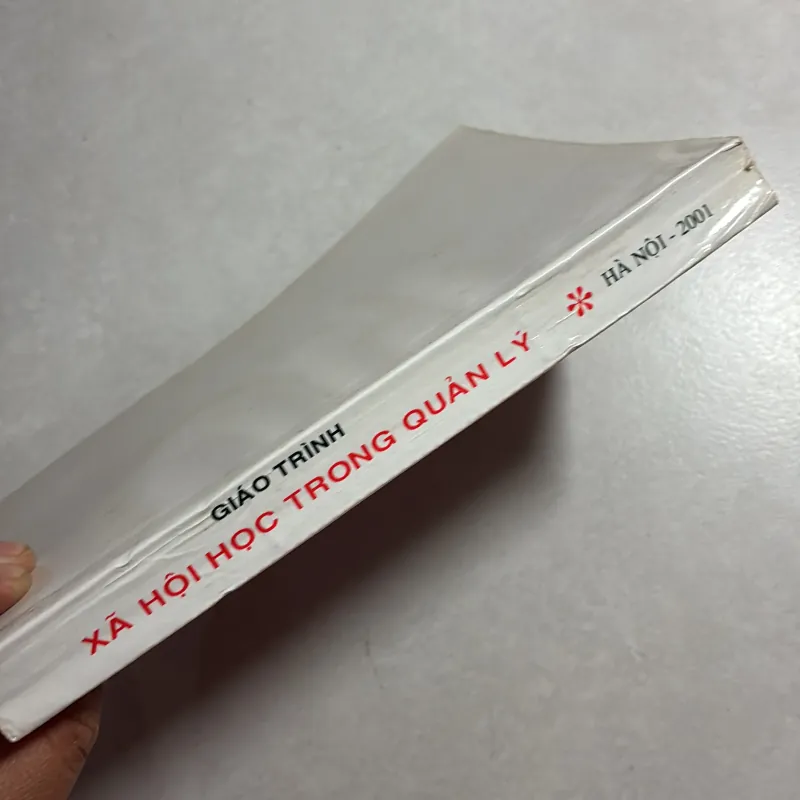 GIÁO TRÌNH
XÃ HỘI HỌC TRONG QUẢN LÝ * HÀ NỘI - 2001